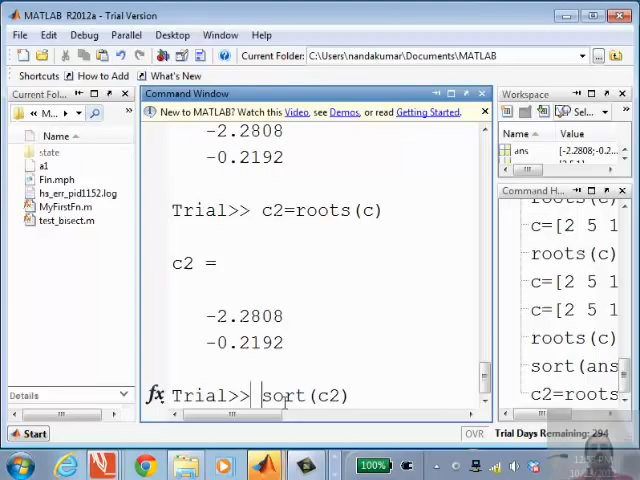 MATLAB R2012a - Trial Version
File Edit Debug Parallel Desktop Window Help
Current Folder: C:\Users\nandakumar\Documents\MATLAB
Shortcuts How to Add What's New
Current Fol...
M...
Name
state
a1
Fin.mph
hs_err_pid1152.log
MyFirstFn.m
test_bisect.m
Details
Command Window
New to MATLAB? Watch this Video, see Demos, or read Getting Started.
-2.2808
-0.2192
Trial>> c2=roots(c)
c2 =
-2.2808
-0.2192
fx Trial>> sort(c2)
Workspace
Sel...
Name Value
ans [-2.2808;-0.2...
Command H...
roots(c)
c=[2 5 1
roots(c)
c=[2 5 1
c=[2 5 1
roots(c)
sort(ans
c2=roots
Start
OVR Trial Days Remaining: 294
100%